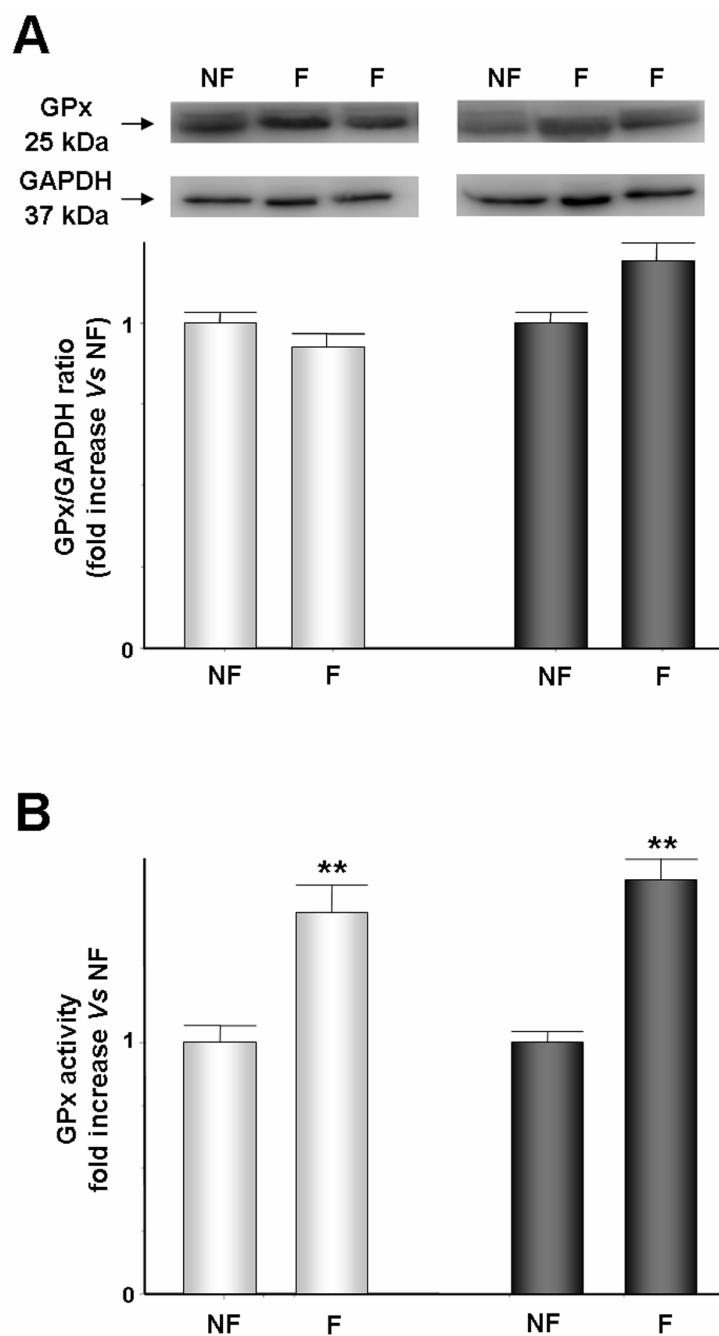 A
NF F F NF F F
GPx
25 kDa
GAPDH
37 kDa
GPx/GAPDH ratio
(fold increase Vs NF)
1
0
NF F NF F
B
** **
GPx activity
fold increase Vs NF
1
0
NF F NF F